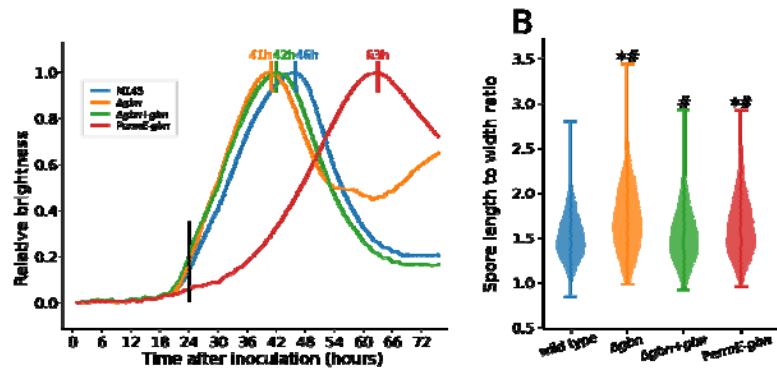 B
41h 42h 46h 63h
1.0
0.8
0.6
0.4
0.2
0.0
Relative brightness
M145
Δgbn
Δgbn+gbn
PermE-gbn
0 6 12 18 24 30 36 42 48 54 60 66 72
Time after inoculation (hours)
3.5
3.0
2.5
2.0
1.5
1.0
0.5
Spore length to width ratio
*# # *#
wild type Δgbn Δgbn+gbn PermE-gbn